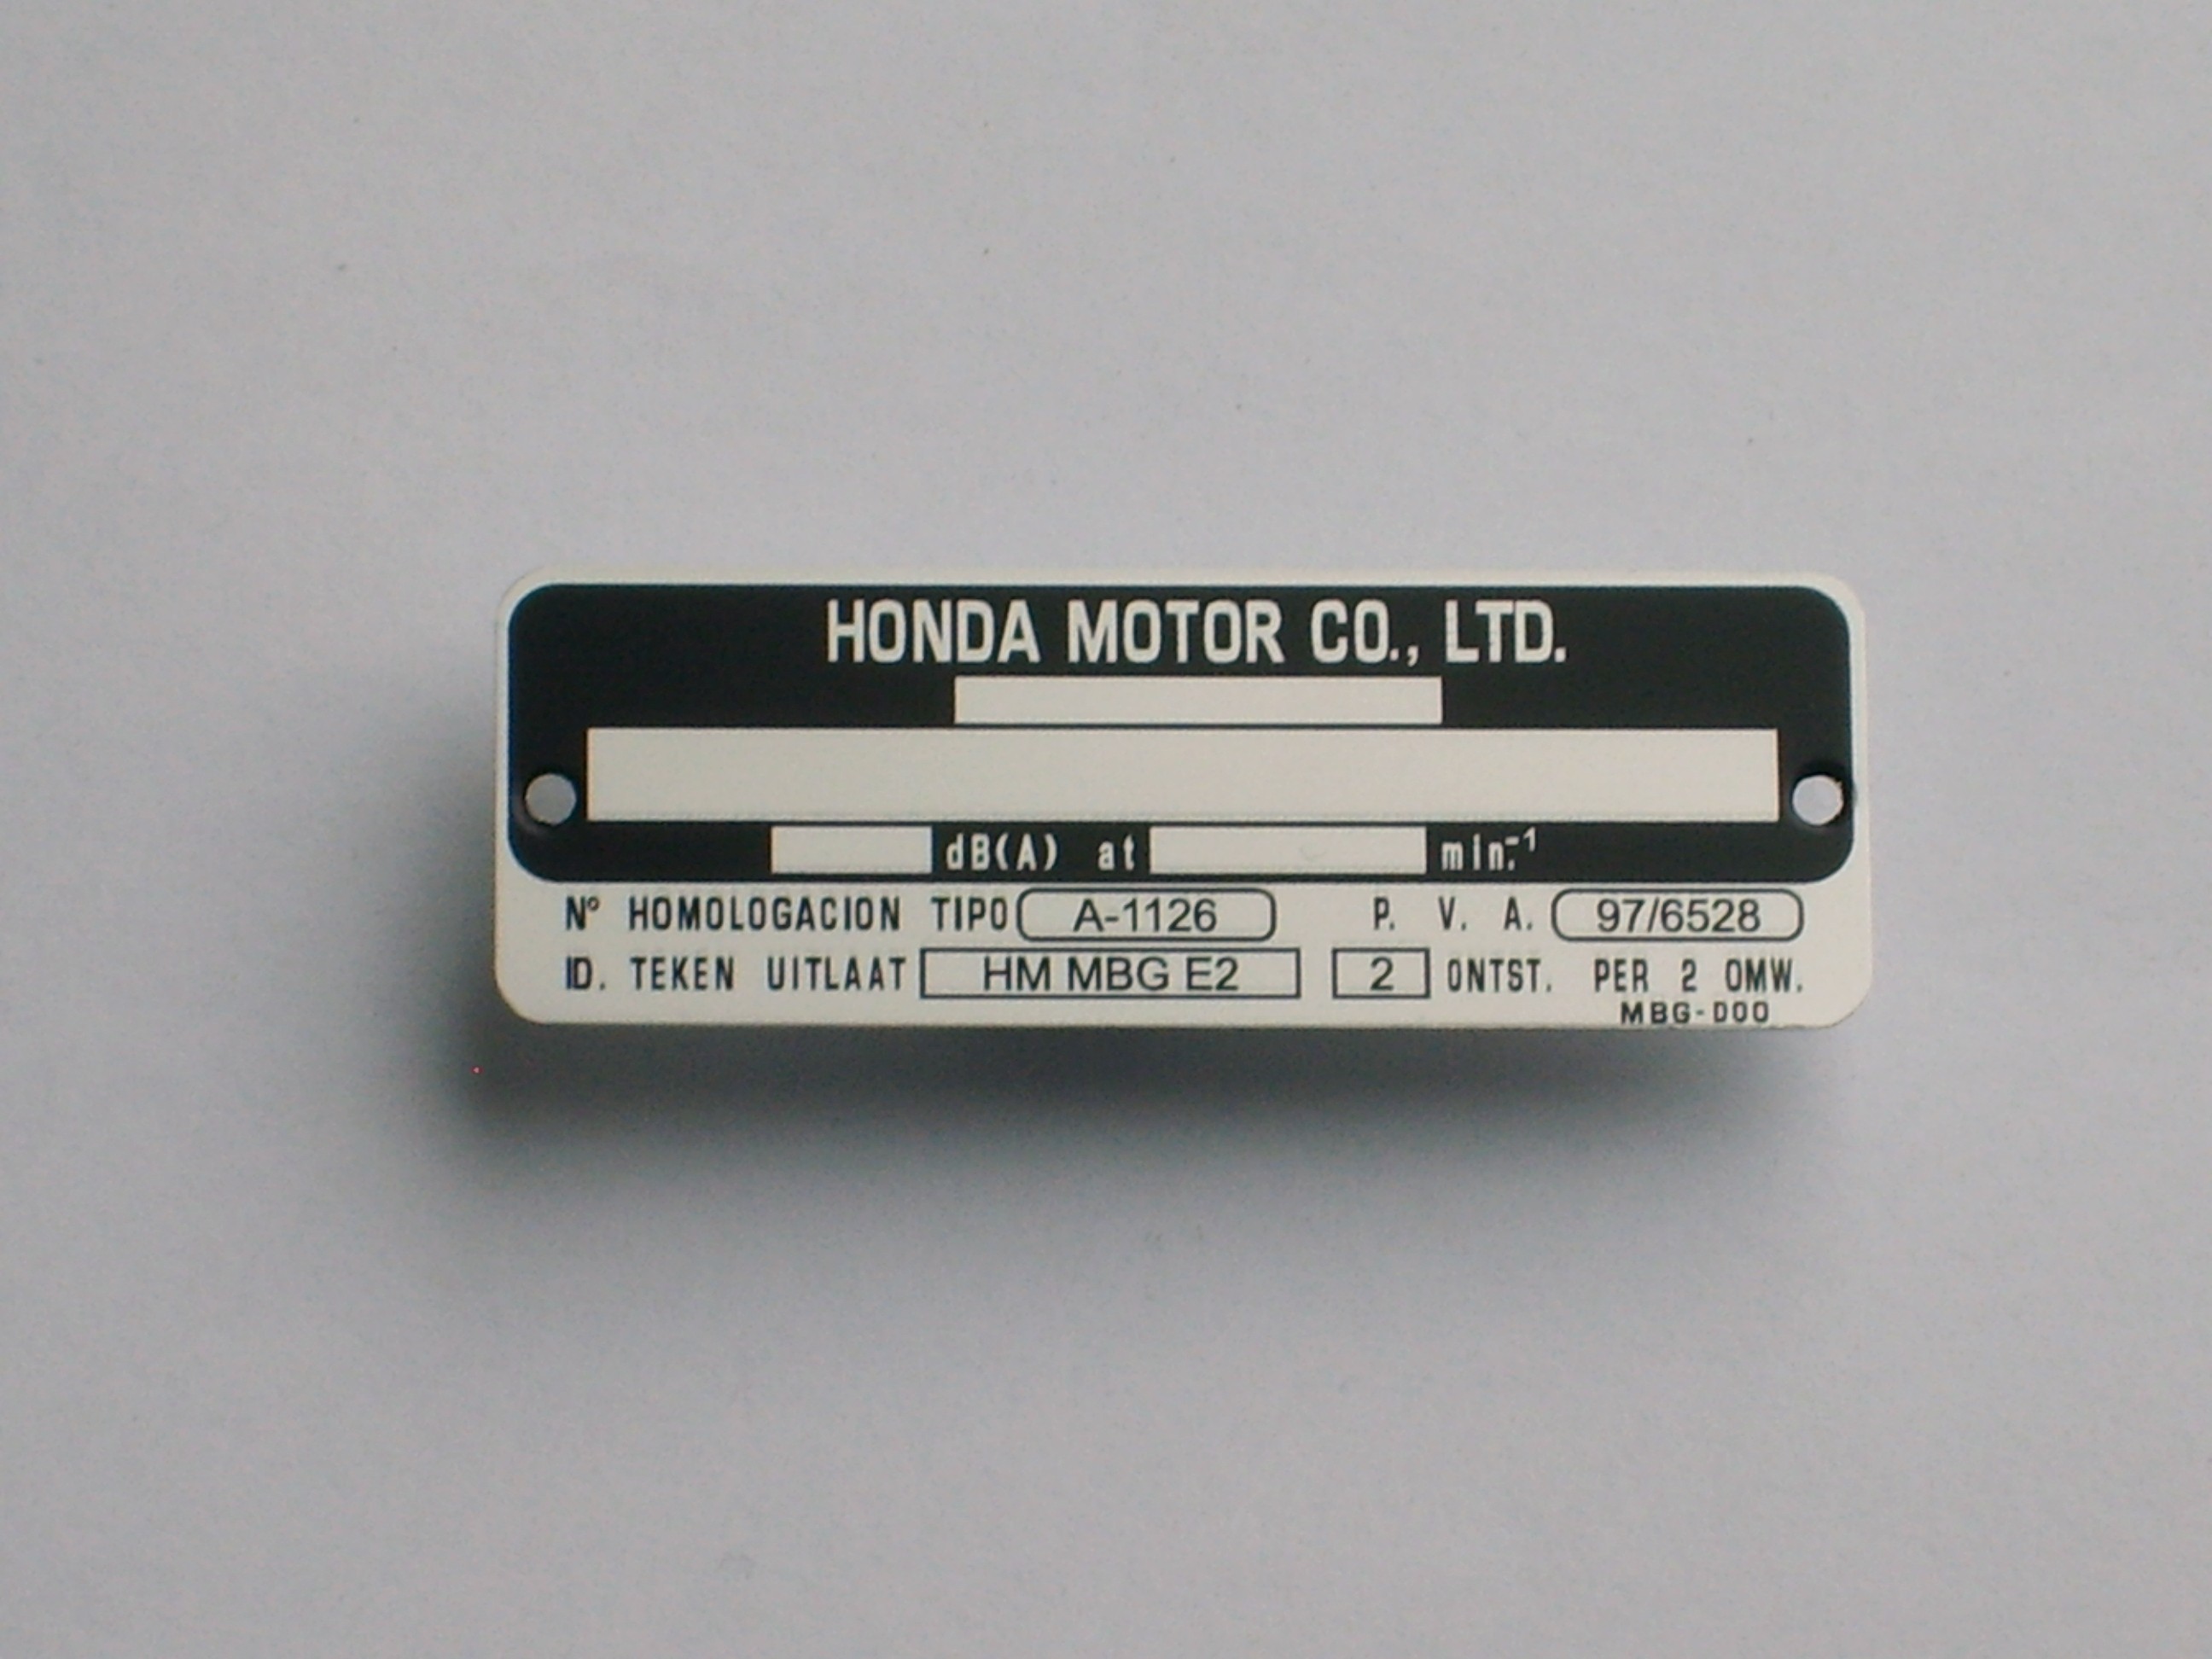 HONDA MOTOR CO., LTD.
dB(A) at min.⁻¹
Nº HOMOLOGACION TIPO A-1126 P. V. A. 97/6528
ID. TEKEN UITLAAT HM MBG E2 2 ONTST. PER 2 OMW.
MBG-D00